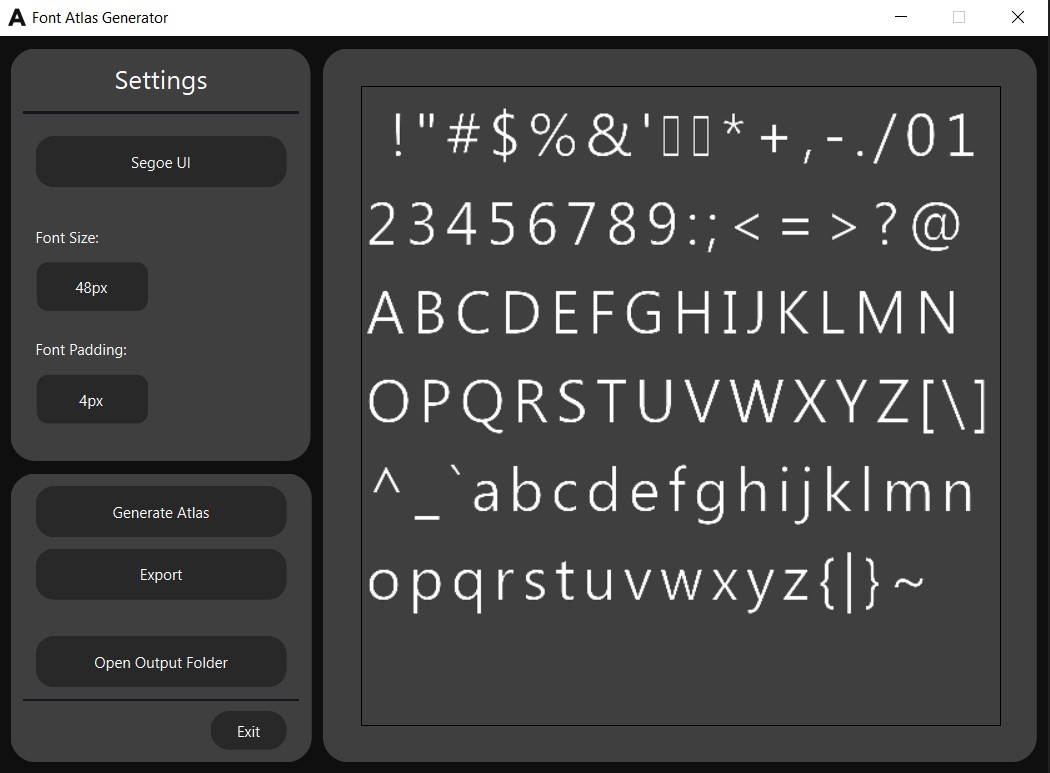 Font Atlas Generator
Settings
Segoe UI
Font Size:
48px
Font Padding:
4px
Generate Atlas
Export
Open Output Folder
Exit
!"#$%&'▯▯*+,-./01
23456789:;<=>?@
ABCDEFGHIJKLMN
OPQRSTUVWXYZ[\]
^_`abcdefghijklmn
opqrstuvwxyz{|}~